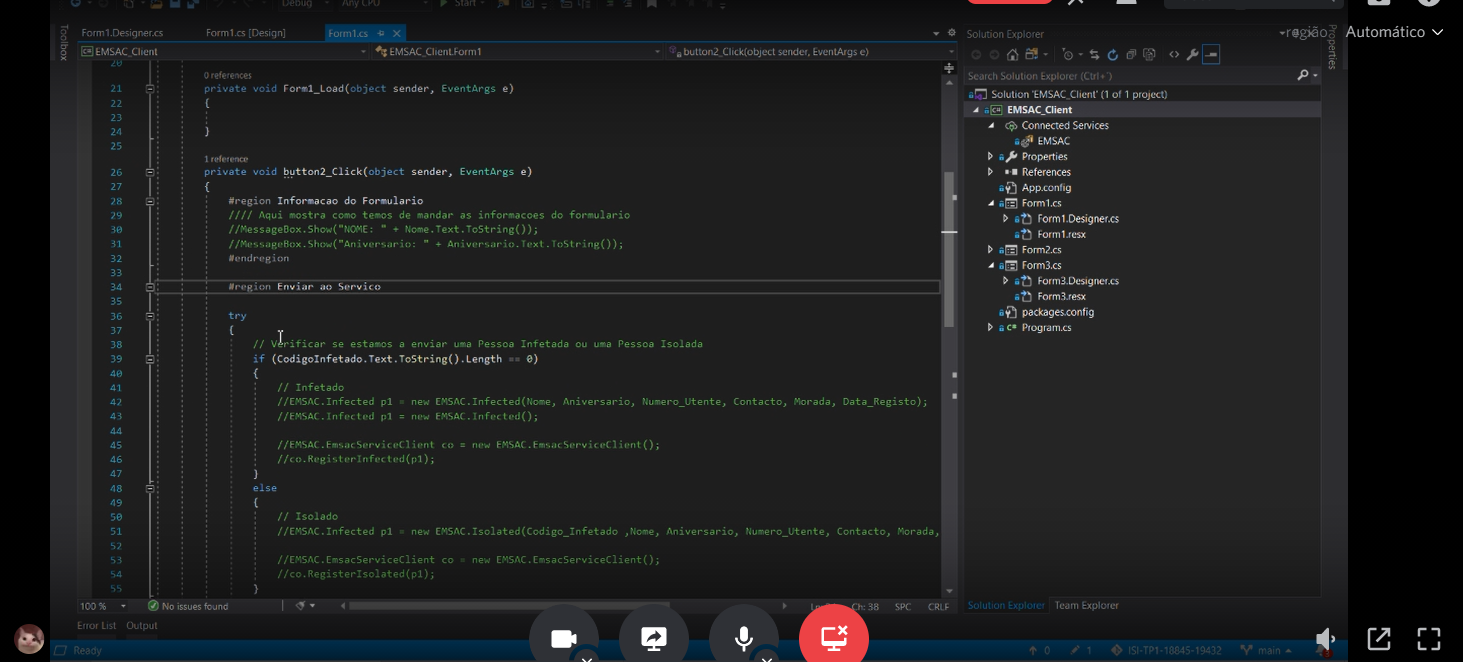 Debug
Any CPU
Start
Form1.Designer.cs
Form1.cs [Design]
Form1.cs
EMSAC_Client
EMSAC_Client.Form1
button2_Click(object sender, EventArgs e)
20
0 references
21 private void Form1_Load(object sender, EventArgs e)
22 {
23
24 }
25
1 reference
26 private void button2_Click(object sender, EventArgs e)
27 {
28 #region Informacao do Formulario
29 //// Aqui mostra como temos de mandar as informacoes do formulario
30 //MessageBox.Show("NOME: " + Nome.Text.ToString());
31 //MessageBox.Show("Aniversario: " + Aniversario.Text.ToString());
32 #endregion
33
34 #region Enviar ao Servico
35
36 try
37 {
38 // Verificar se estamos a enviar uma Pessoa Infetada ou uma Pessoa Isolada
39 if (CodigoInfetado.Text.ToString().Length == 0)
40 {
41 // Infetado
42 //EMSAC.Infected p1 = new EMSAC.Infected(Nome, Aniversario, Numero_Utente, Contacto, Morada, Data_Registo);
43 //EMSAC.Infected p1 = new EMSAC.Infected();
44
45 //EMSAC.EmsacServiceClient co = new EMSAC.EmsacServiceClient();
46 //co.RegisterInfected(p1);
47 }
48 else
49 {
50 // Isolado
51 //EMSAC.Infected p1 = new EMSAC.Isolated(Codigo_Infetado ,Nome, Aniversario, Numero_Utente, Contacto, Morada,
52
53 //EMSAC.EmsacServiceClient co = new EMSAC.EmsacServiceClient();
54 //co.RegisterIsolated(p1);
55 }
100 %
No issues found
Ch: 38
SPC
CRLF
Error List
Output
Ready
Toolbox
Solution Explorer
Search Solution Explorer (Ctrl+¨)
Solution 'EMSAC_Client' (1 of 1 project)
EMSAC_Client
Connected Services
EMSAC
Properties
References
App.config
Form1.cs
Form1.Designer.cs
Form1.resx
Form2.cs
Form3.cs
Form3.Designer.cs
Form3.resx
packages.config
Program.cs
Solution Explorer
Team Explorer
Properties
região
Automático
0
1
ISI-TP1-18845-19432
main